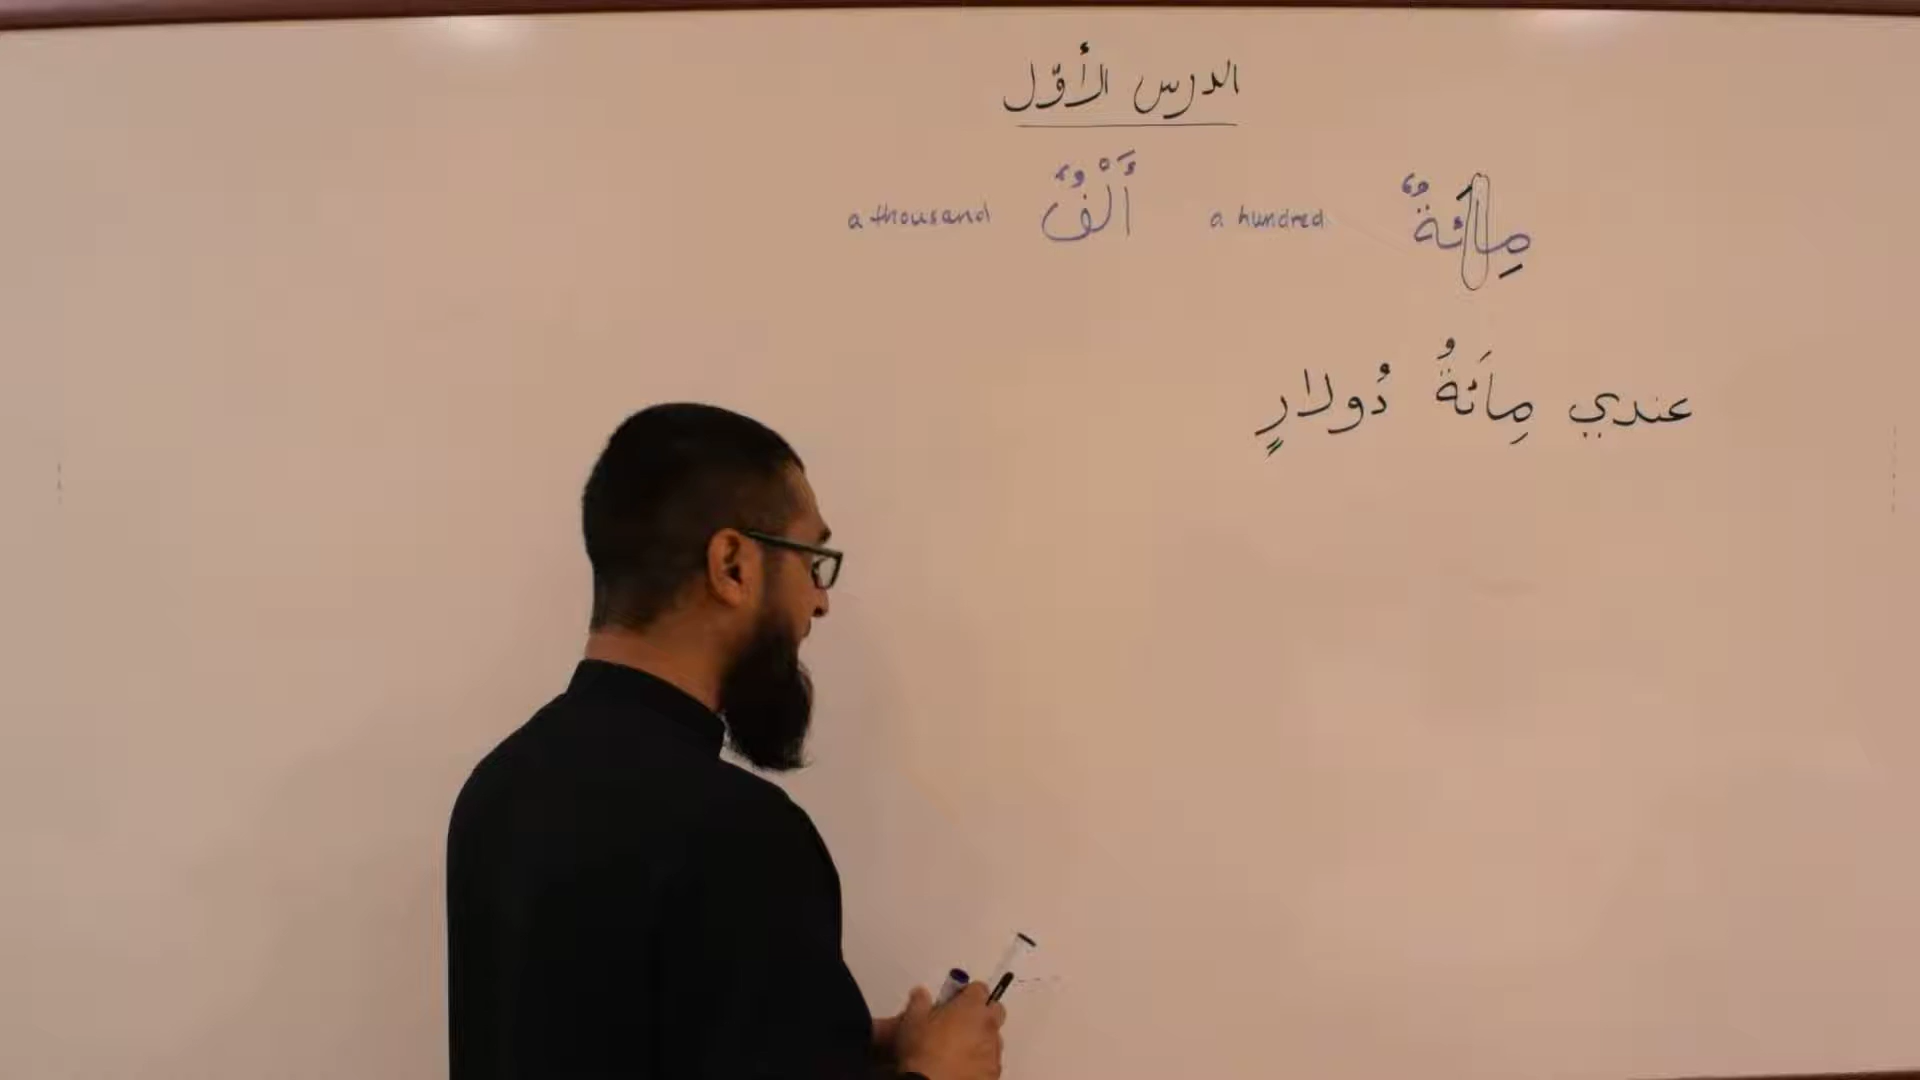 الدرس الأوّل
مِائَةٌ a hundred أَلْفٌ a thousand
عندي مِائَةُ دُولارٍ